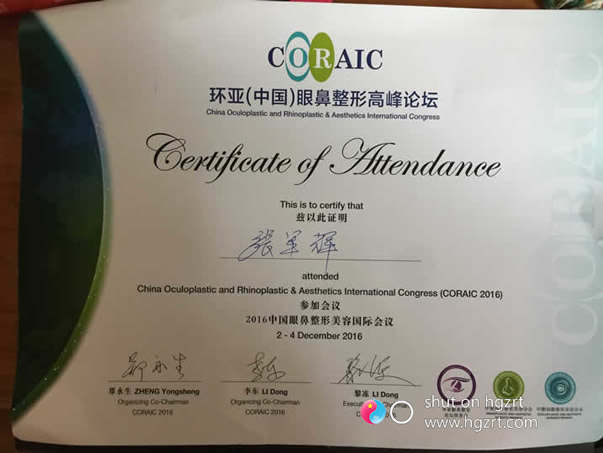 CORAIC
环亚(中国)眼鼻整形高峰论坛
China Oculoplastic and Rhinoplastic & Aesthetics International Congress
Certificate of Attendance
This is to certify that
兹以此证明
张军辉
attended
China Oculoplastic and Rhinoplastic & Aesthetics International Congress (CORAIC 2016)
参加会议
2016中国眼鼻整形美容国际会议
2 - 4 December 2016
郑永生 ZHENG Yongsheng
Organizing Co-Chairman
CORAIC 2016
李东 LI Dong
Organizing Co-Chairman
CORAIC 2016
黎冻 LI Dong
CORAIC
shut on hgzrt.com
www.hgzrt.com